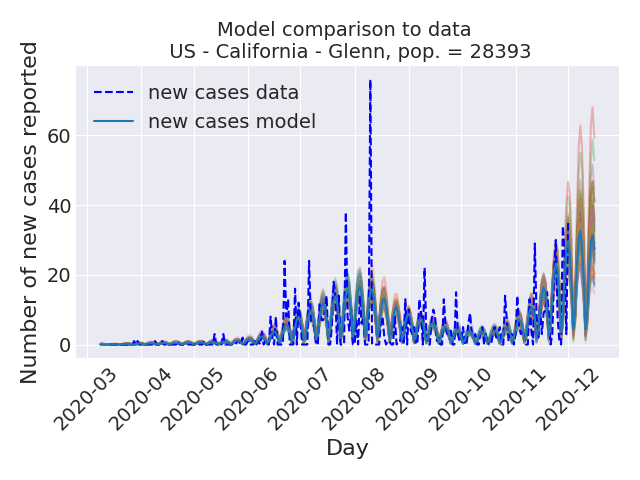 Model comparison to data
US - California - Glenn, pop. = 28393
Number of new cases reported
new cases data
new cases model
60
40
20
0
2020-03
2020-04
2020-05
2020-06
2020-07
2020-08
2020-09
2020-10
2020-11
2020-12
Day